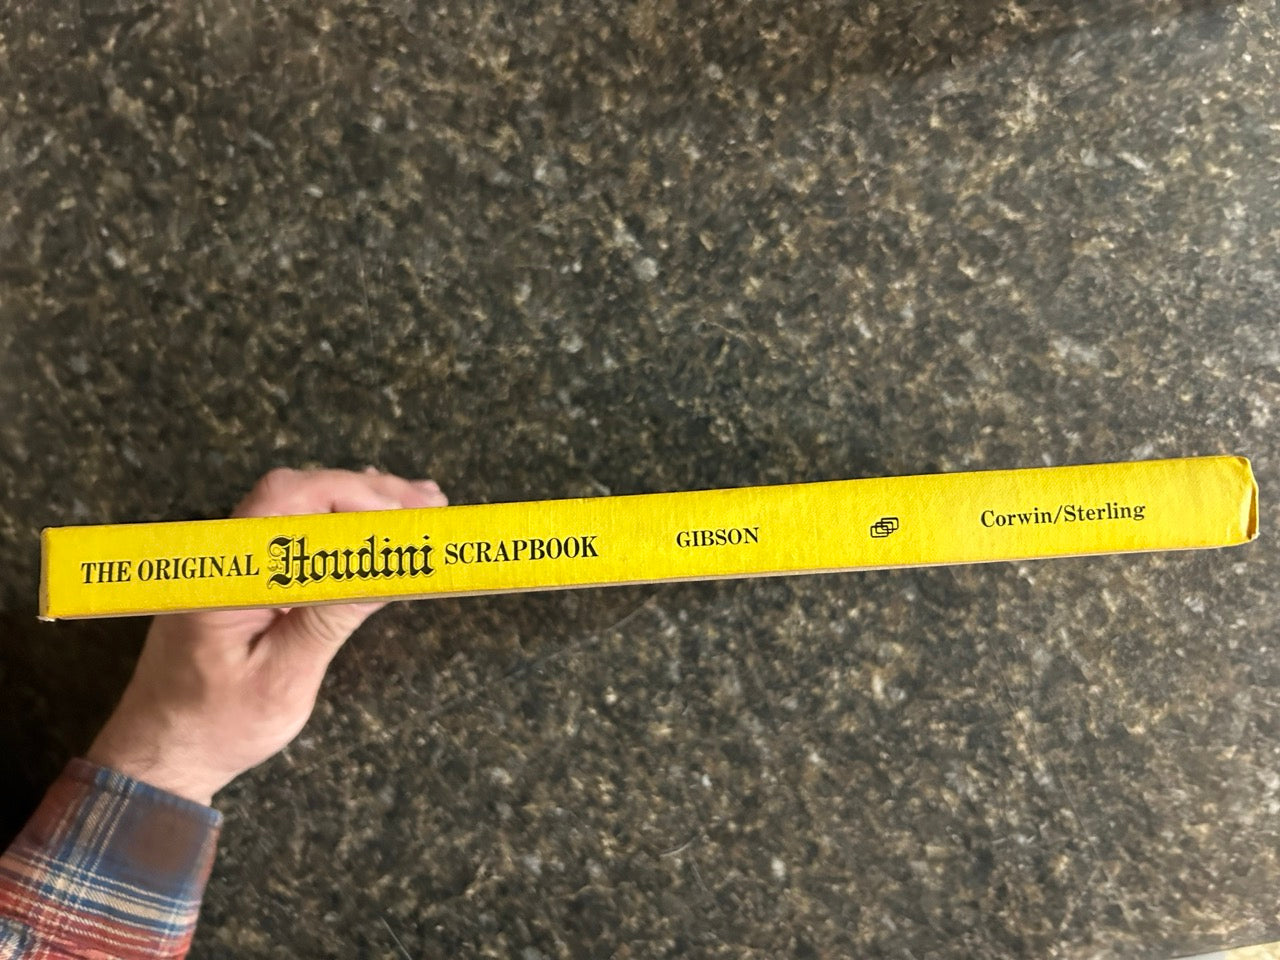 THE ORIGINAL Houdini SCRAPBOOK GIBSON Corwin/Sterling